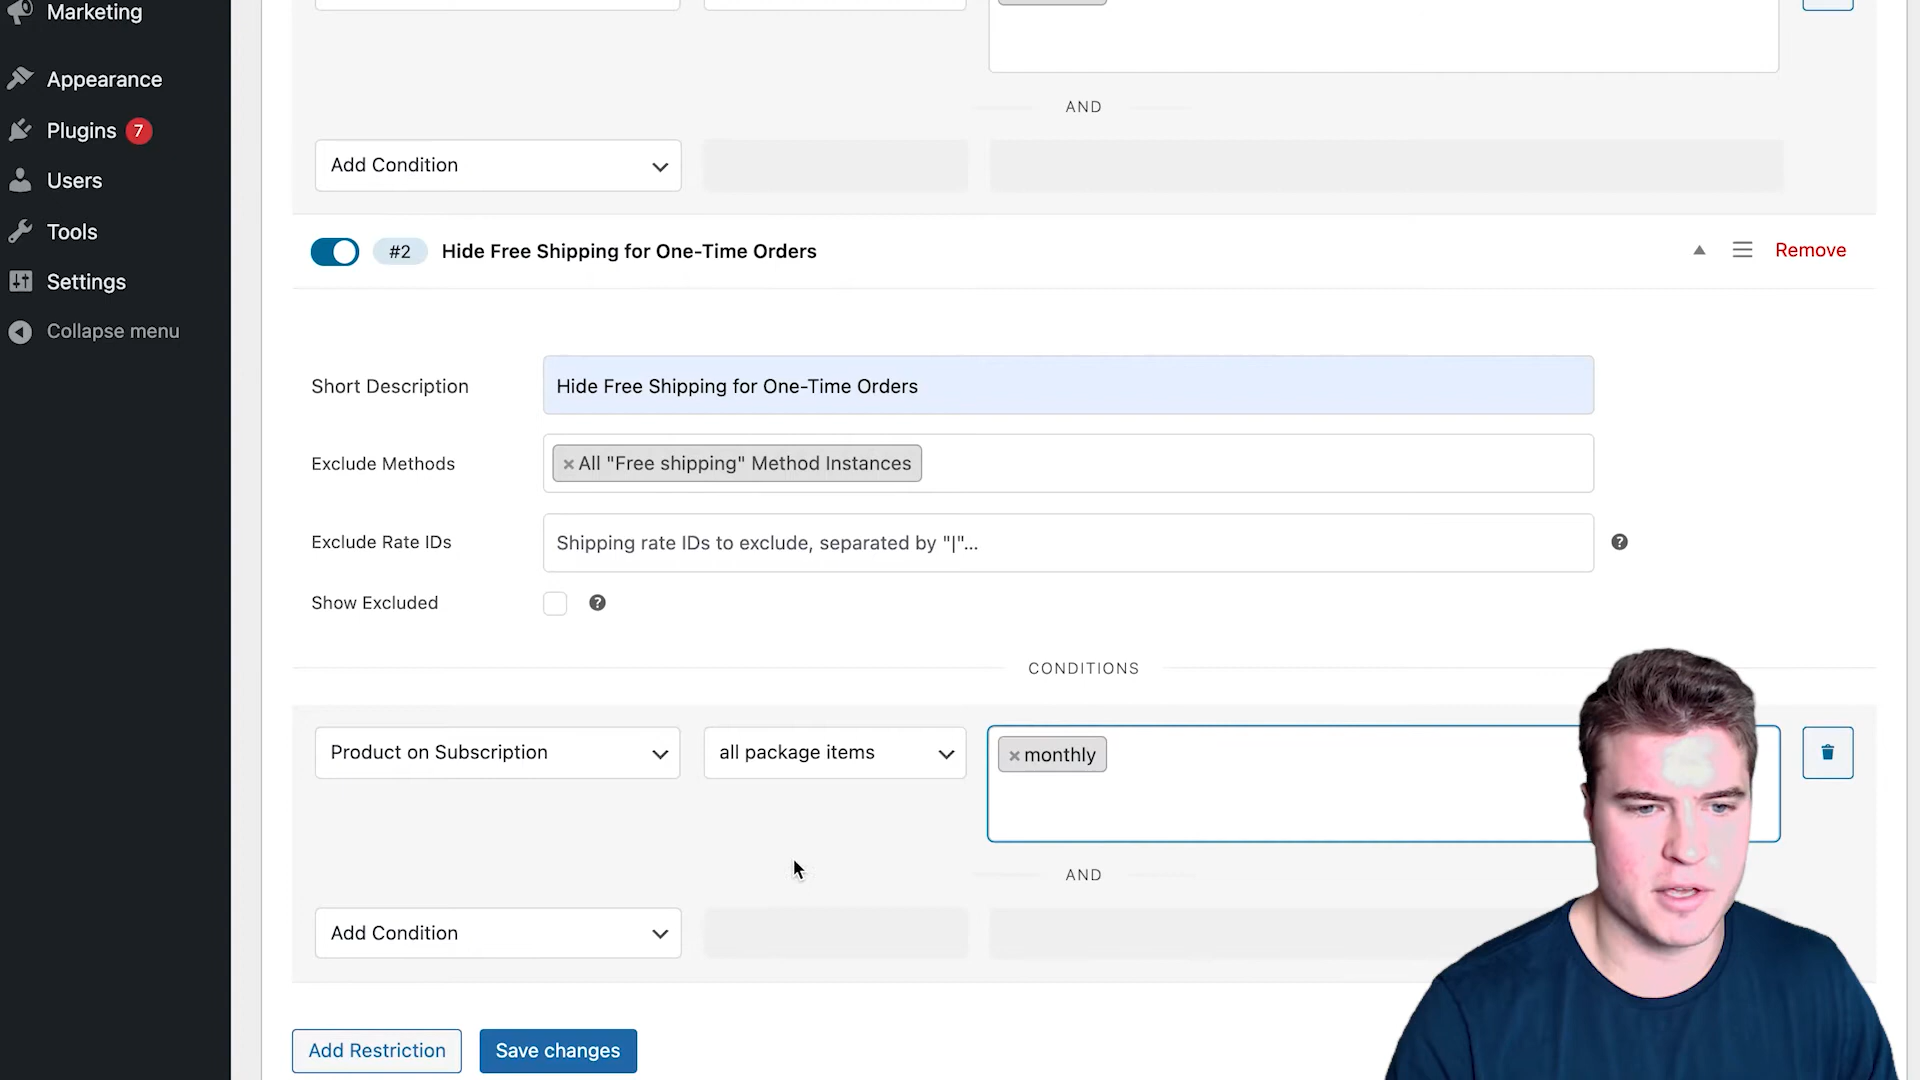 Marketing
Appearance
Plugins 7
Users
Tools
Settings
Collapse menu
AND
Add Condition
#2 Hide Free Shipping for One-Time Orders Remove
Short Description Hide Free Shipping for One-Time Orders
Exclude Methods ×All "Free shipping" Method Instances
Exclude Rate IDs Shipping rate IDs to exclude, separated by "|"... ?
Show Excluded ?
CONDITIONS
Product on Subscription all package items ×monthly
AND
Add Condition
Add Restriction Save changes